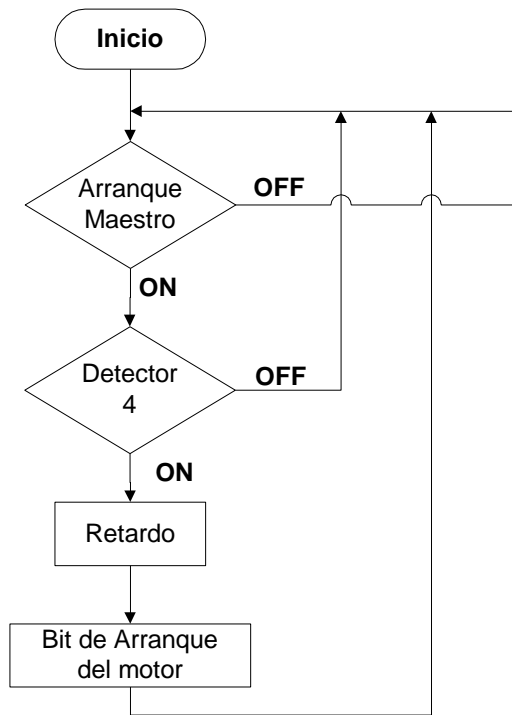 Inicio
Arranque
Maestro
OFF
ON
Detector
4
OFF
ON
Retardo
Bit de Arranque
del motor